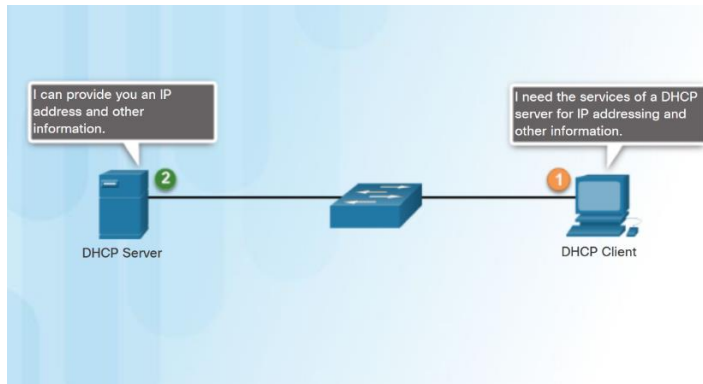 I can provide you an IP
address and other
information.
I need the services of a DHCP
server for IP addressing and
other information.
2
1
DHCP Server
DHCP Client